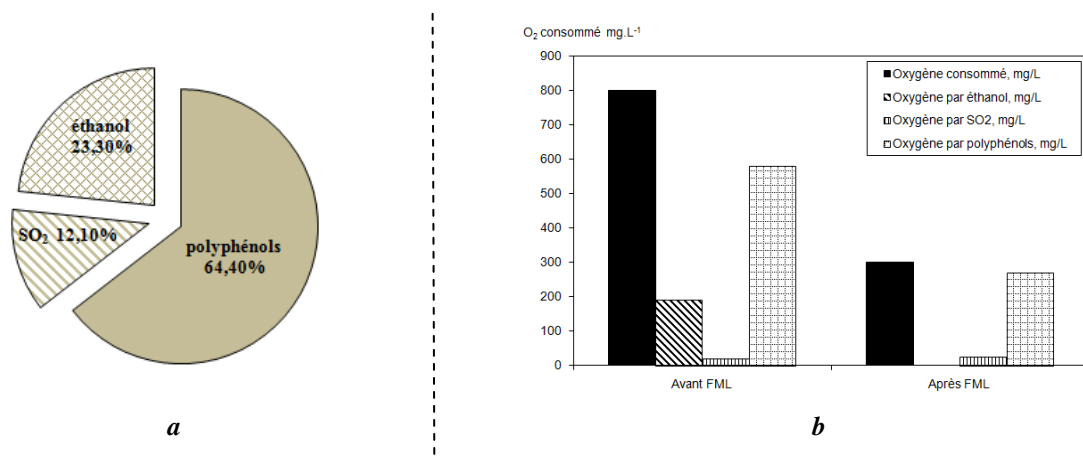 éthanol
23,30%
SO₂ 12,10%
polyphénols
64,40%
a
O₂ consommé mg.L⁻¹
900
800
700
600
500
400
300
200
100
0
Oxygène consommé, mg/L
Oxygène par éthanol, mg/L
Oxygène par SO2, mg/L
Oxygène par polyphénols, mg/L
Avant FML
Après FML
b